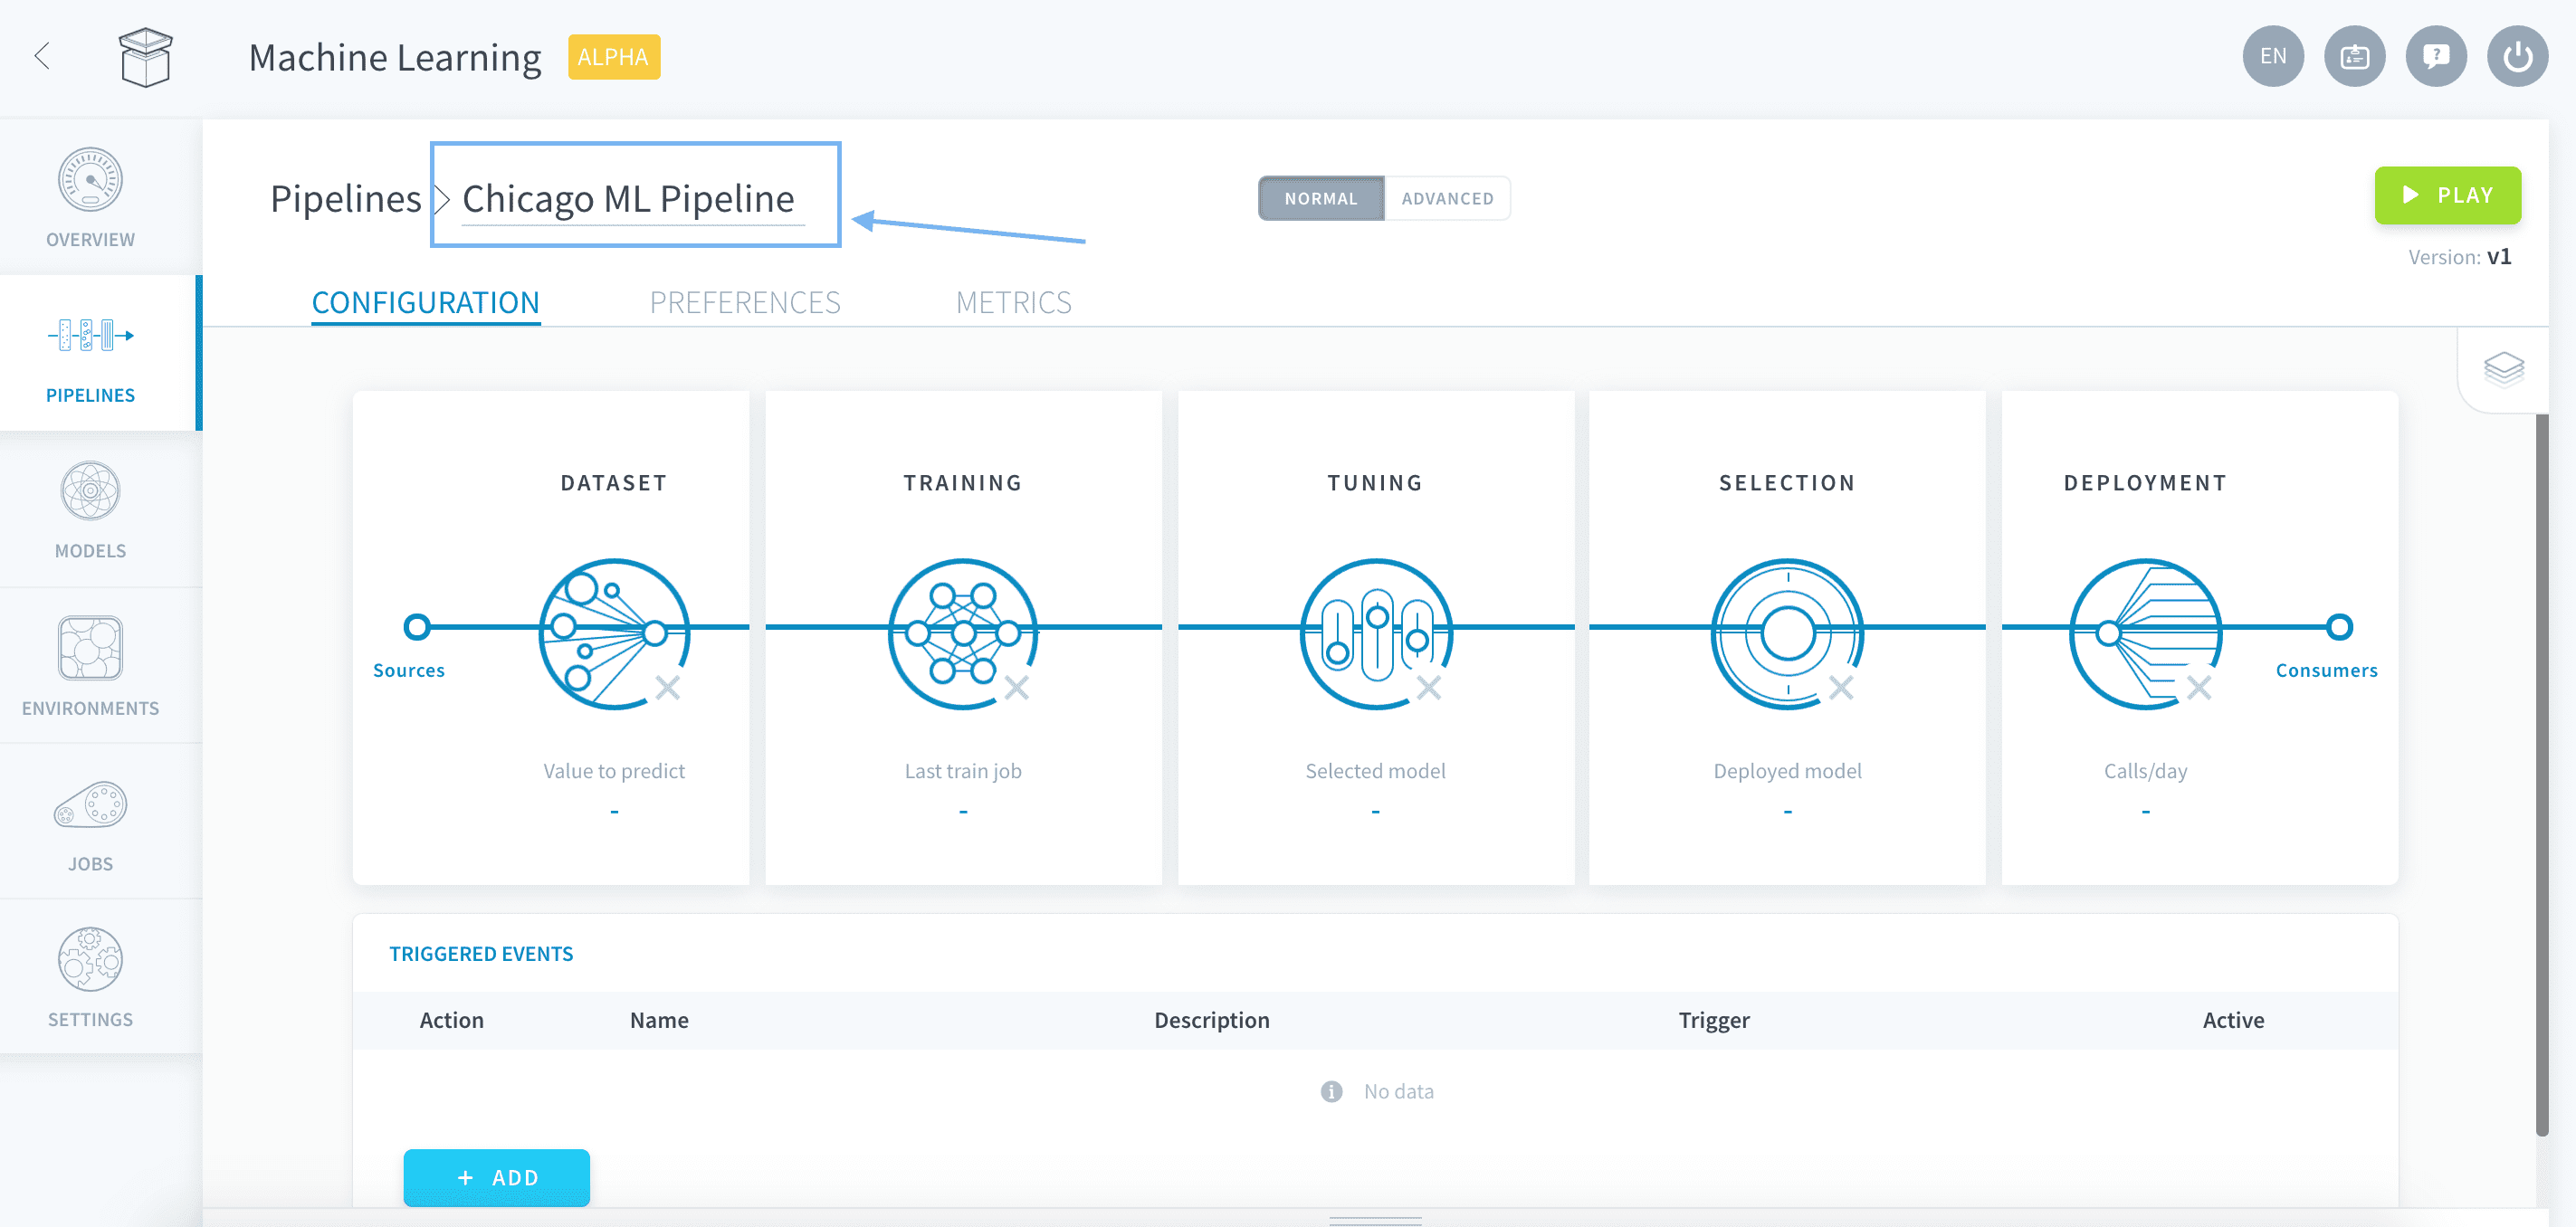 Machine Learning ALPHA
EN
OVERVIEW
PIPELINES
MODELS
ENVIRONMENTS
JOBS
SETTINGS
Pipelines > Chicago ML Pipeline
NORMAL ADVANCED
PLAY
Version: v1
CONFIGURATION PREFERENCES METRICS
DATASET TRAINING TUNING SELECTION DEPLOYMENT
Sources Consumers
Value to predict Last train job Selected model Deployed model Calls/day
- - - - -
TRIGGERED EVENTS
Action Name Description Trigger Active
No data
+ ADD